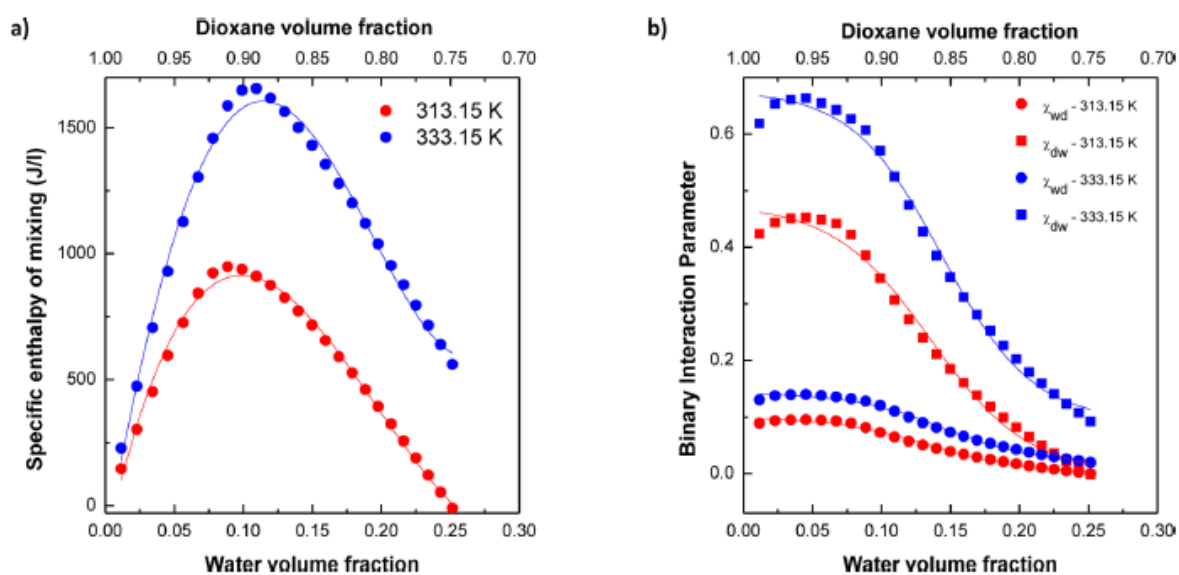 a)
Dioxane volume fraction
1.00 0.95 0.90 0.85 0.80 0.75 0.70
313.15 K
333.15 K
Specific enthalpy of mixing (J/l)
1500
1000
500
0
0.00 0.05 0.10 0.15 0.20 0.25 0.30
Water volume fraction
b)
Dioxane volume fraction
1.00 0.95 0.90 0.85 0.80 0.75 0.70
χwd - 313.15 K
χdw - 313.15 K
χwd - 333.15 K
χdw - 333.15 K
Binary Interaction Parameter
0.6
0.4
0.2
0.0
0.00 0.05 0.10 0.15 0.20 0.25 0.30
Water volume fraction